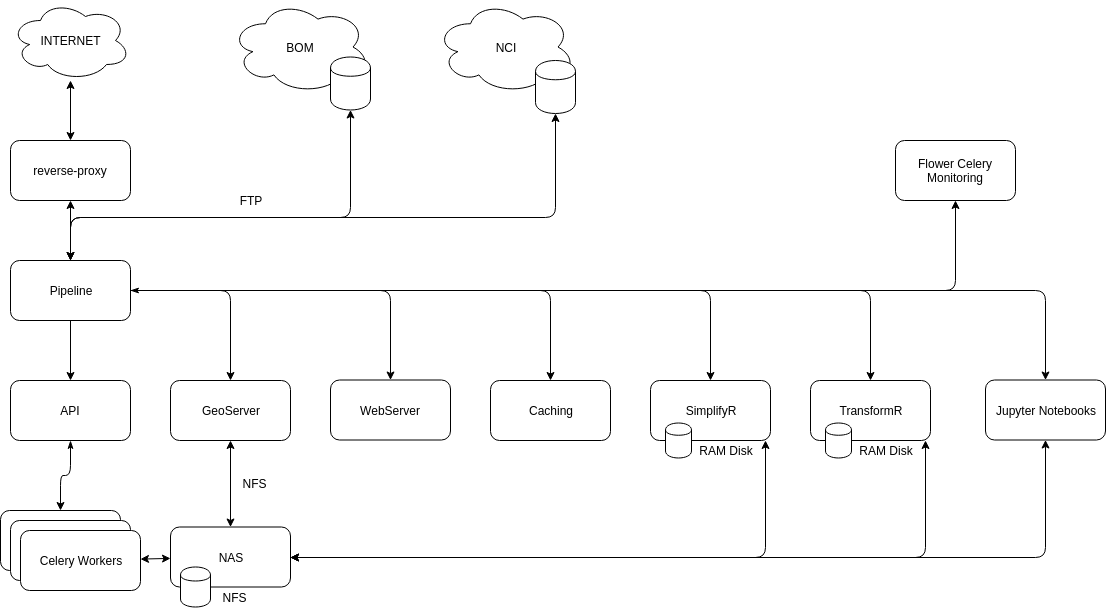 INTERNET
BOM
NCI
reverse-proxy
Flower Celery
Monitoring
FTP
Pipeline
API
GeoServer
WebServer
Caching
SimplifyR
TransformR
Jupyter Notebooks
RAM Disk
RAM Disk
NFS
Celery Workers
NAS
NFS